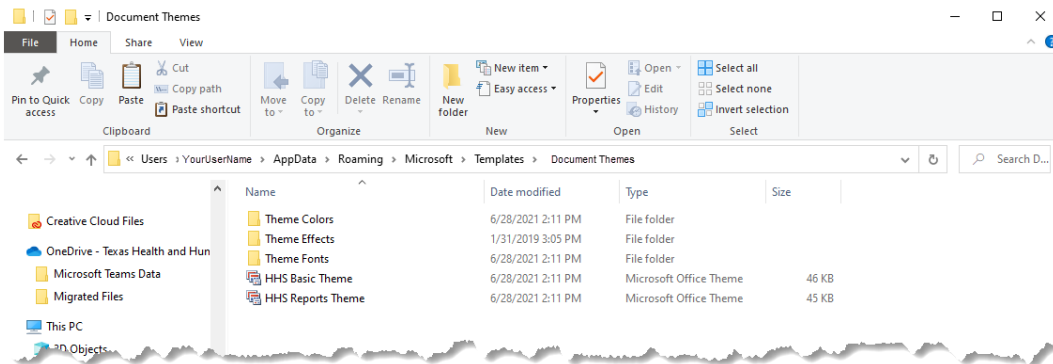 Document Themes
File Home Share View
Pin to Quick access
Copy
Paste
Cut
Copy path
Paste shortcut
Clipboard
Move to
Copy to
Delete
Rename
Organize
New folder
New item
Easy access
New
Properties
Open
Edit
History
Open
Select all
Select none
Invert selection
Select
« Users › YourUserName › AppData › Roaming › Microsoft › Templates › Document Themes
Search D...
Name Date modified Type Size
Creative Cloud Files
OneDrive - Texas Health and Hun
Microsoft Teams Data
Migrated Files
This PC
3D Objects
Theme Colors 6/28/2021 2:11 PM File folder
Theme Effects 1/31/2019 3:05 PM File folder
Theme Fonts 6/28/2021 2:11 PM File folder
HHS Basic Theme 6/28/2021 2:11 PM Microsoft Office Theme 46 KB
HHS Reports Theme 6/28/2021 2:11 PM Microsoft Office Theme 45 KB